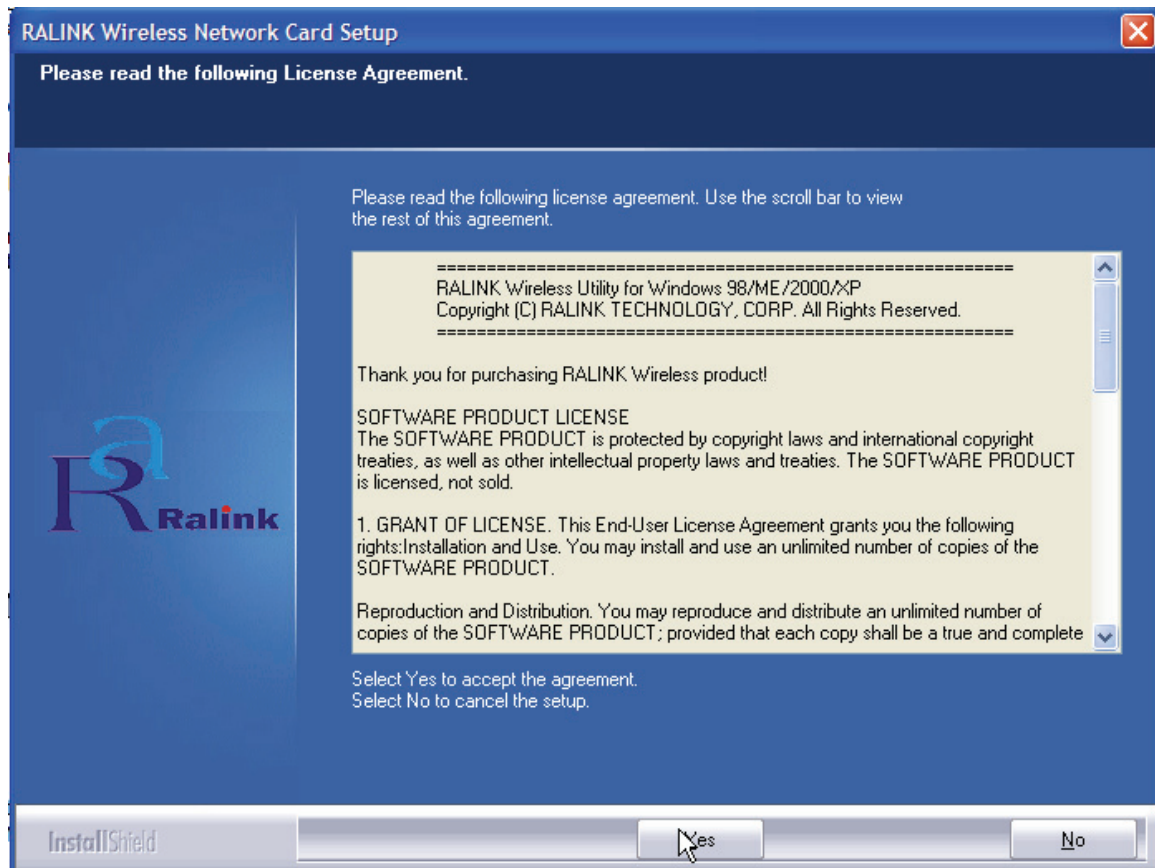 RALINK Wireless Network Card Setup
Please read the following License Agreement.
Please read the following license agreement. Use the scroll bar to view
the rest of this agreement.
==========================================================
RALINK Wireless Utility for Windows 98/ME/2000/XP
Copyright (C) RALINK TECHNOLOGY, CORP. All Rights Reserved.
==========================================================
Thank you for purchasing RALINK Wireless product!
SOFTWARE PRODUCT LICENSE
The SOFTWARE PRODUCT is protected by copyright laws and international copyright
treaties, as well as other intellectual property laws and treaties. The SOFTWARE PRODUCT
is licensed, not sold.
1. GRANT OF LICENSE. This End-User License Agreement grants you the following
rights:Installation and Use. You may install and use an unlimited number of copies of the
SOFTWARE PRODUCT.
Reproduction and Distribution. You may reproduce and distribute an unlimited number of
copies of the SOFTWARE PRODUCT; provided that each copy shall be a true and complete
Ra
Ralink
Select Yes to accept the agreement.
Select No to cancel the setup.
InstallShield
Yes
No